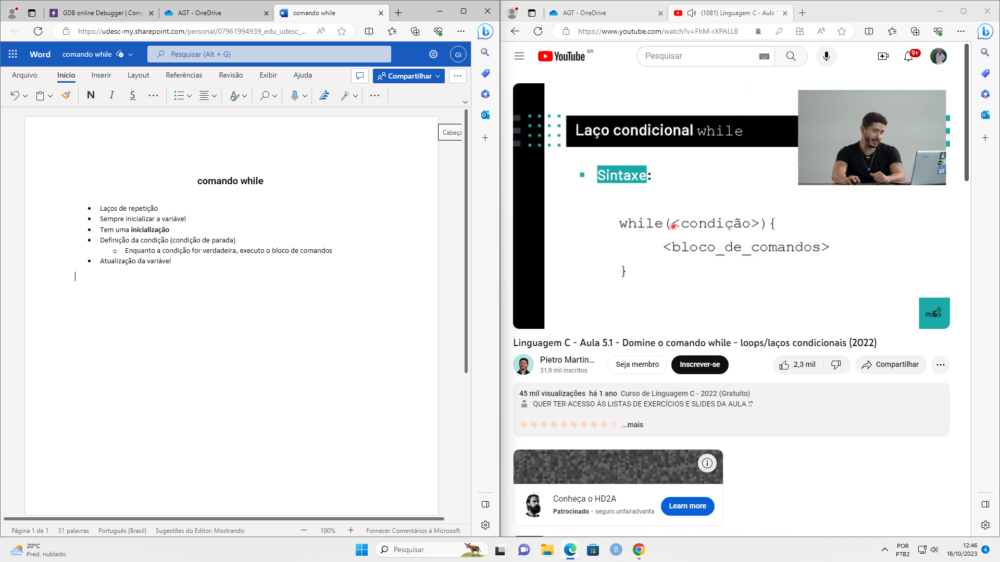 GDB online Debugger | Comp
AGT - OneDrive
comando while
https://udesc-my.sharepoint.com/personal/07961994939_edu_udesc_...
Word
comando while
Pesquisar (Alt + G)
GI
Arquivo
Início
Inserir
Layout
Referências
Revisão
Exibir
Ajuda
Compartilhar
N
I
S
Cabeça
comando while
Laços de repetição
Sempre inicializar a variável
Tem uma inicialização
Definição da condição (condição de parada)
Enquanto a condição for verdadeira, executo o bloco de comandos
Atualização da variável
Página 1 de 1
31 palavras
Português (Brasil)
Sugestões do Editor: Mostrando
100%
Fornecer Comentários à Microsoft
AGT - OneDrive
(1081) Linguagem C - Aula 5
https://www.youtube.com/watch?v=FhM-rXPALL8
YouTube
BR
Pesquisar
9+
Laço condicional while
Sintaxe:
while(<condição>){
<bloco_de_comandos>
}
Pietro
5
Linguagem C - Aula 5.1 - Domine o comando while - loops/laços condicionais (2022)
Pietro Martin...
31,9 mil inscritos
Seja membro
Inscrever-se
2,3 mil
Compartilhar
45 mil visualizações há 1 ano Curso de Linguagem C - 2022 (Gratuito)
QUER TER ACESSO ÀS LISTAS DE EXERCÍCIOS E SLIDES DA AULA !?
...mais
Conheça o HD2A
Patrocinado · seguro.unfairadvanta
Learn more
20°C
Pred. nublado
Pesquisar
R
POR
PTB2
12:46
18/10/2023
4